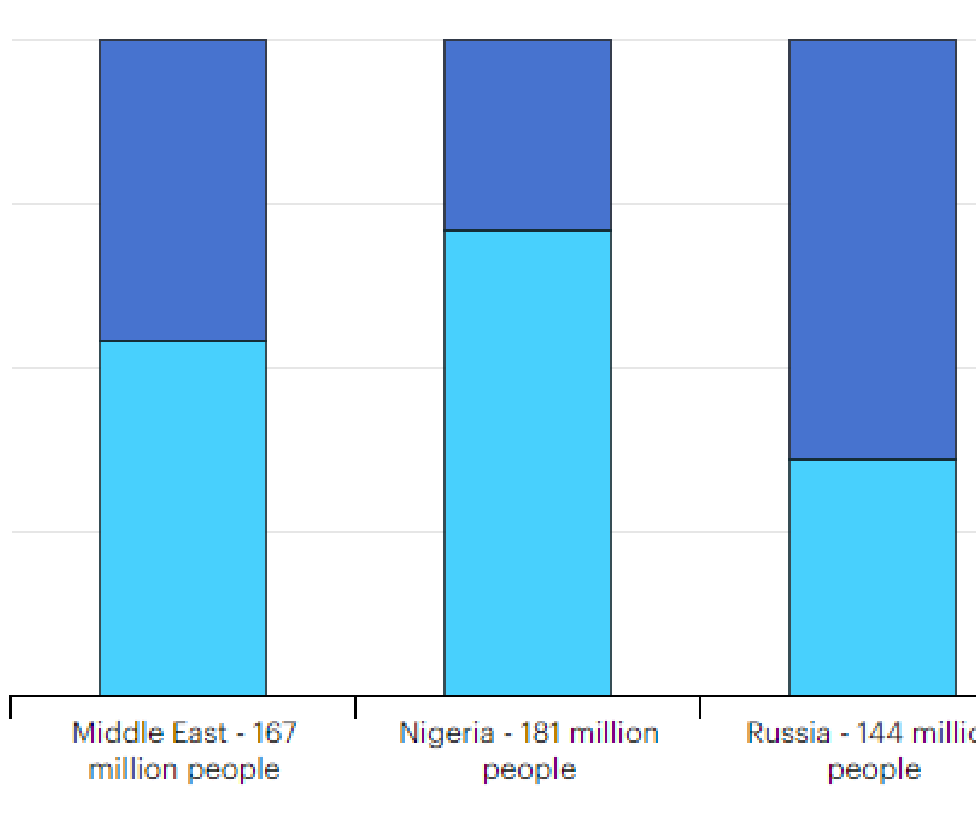 Middle East - 167
million people
Nigeria - 181 million
people
Russia - 144
people